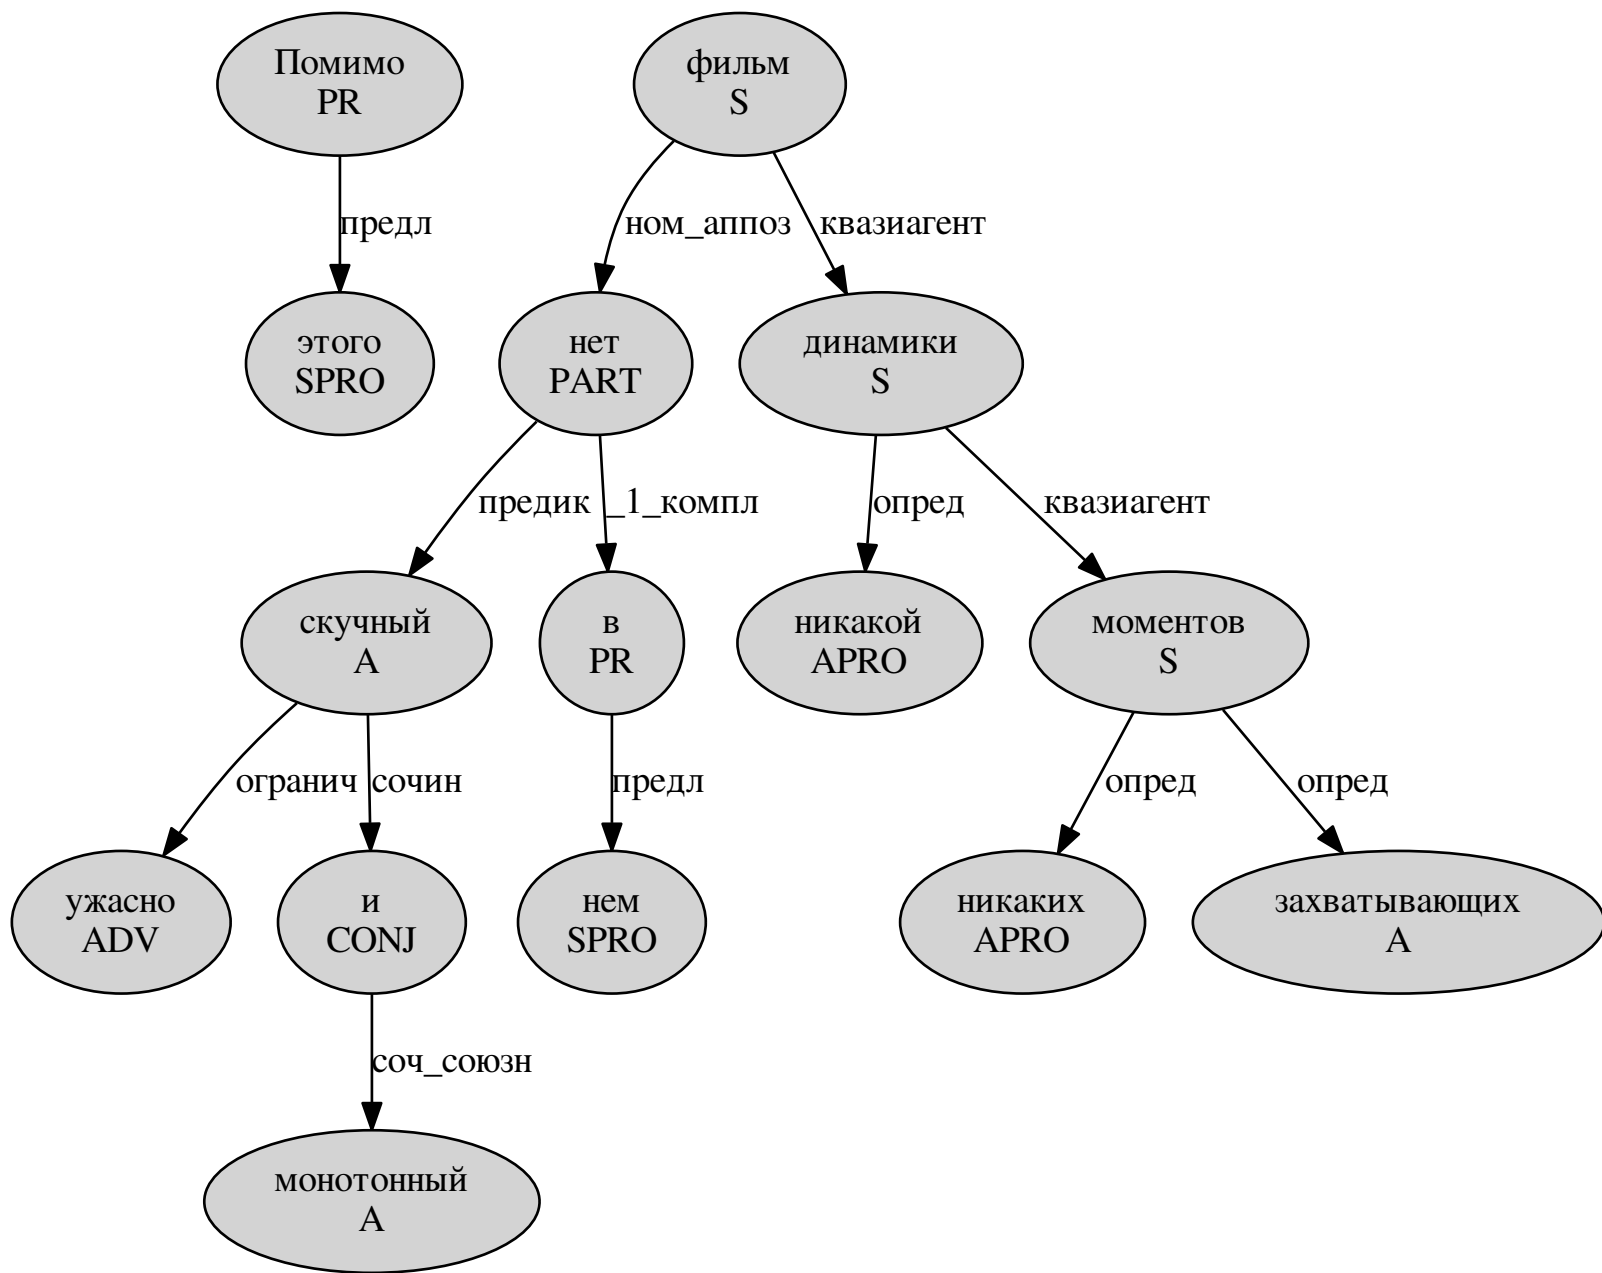 Помимо
PR
фильм
S
предл
ном_аппоз
квазиагент
этого
SPRO
нет
PART
динамики
S
предик
_1_компл
опред
квазиагент
скучный
A
в
PR
никакой
APRO
моментов
S
огранич
сочин
предл
опред
опред
ужасно
ADV
и
CONJ
нем
SPRO
никаких
APRO
захватывающих
A
соч_союзн
монотонный
A